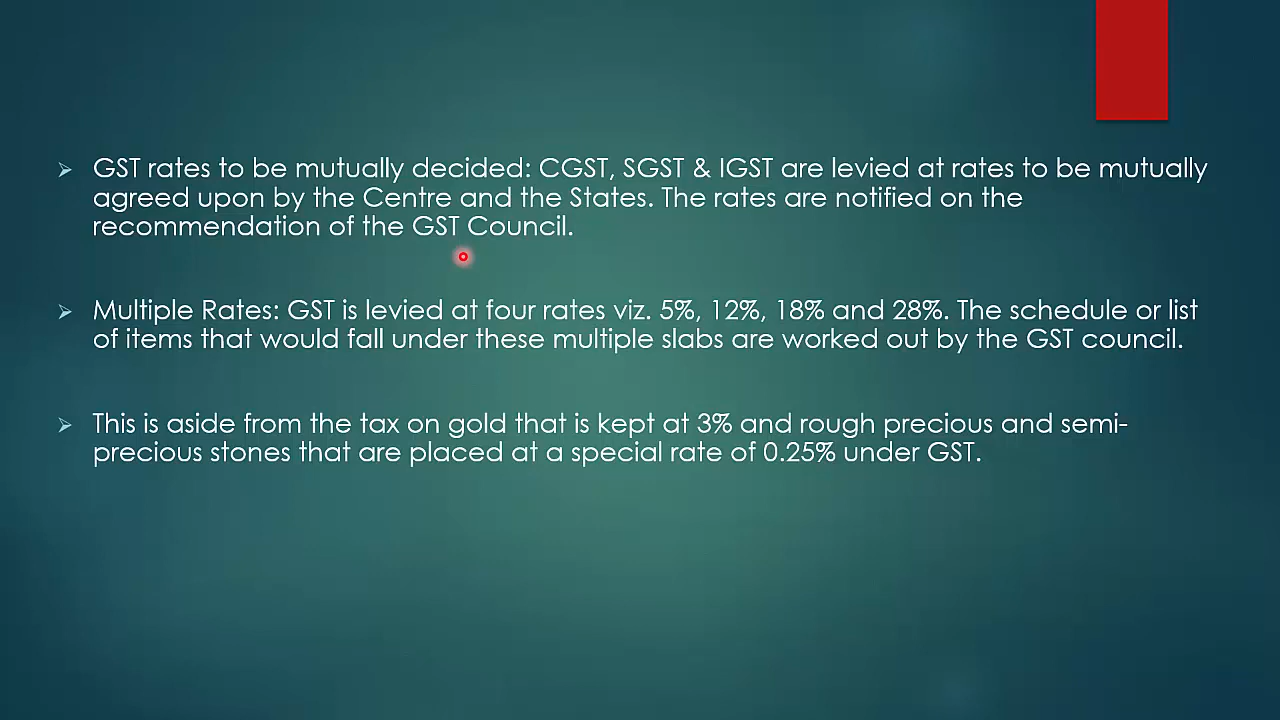 GST rates to be mutually decided: CGST, SGST & IGST are levied at rates to be mutually
agreed upon by the Centre and the States. The rates are notified on the
recommendation of the GST Council.
Multiple Rates: GST is levied at four rates viz. 5%, 12%, 18% and 28%. The schedule or list
of items that would fall under these multiple slabs are worked out by the GST council.
This is aside from the tax on gold that is kept at 3% and rough precious and semi-
precious stones that are placed at a special rate of 0.25% under GST.